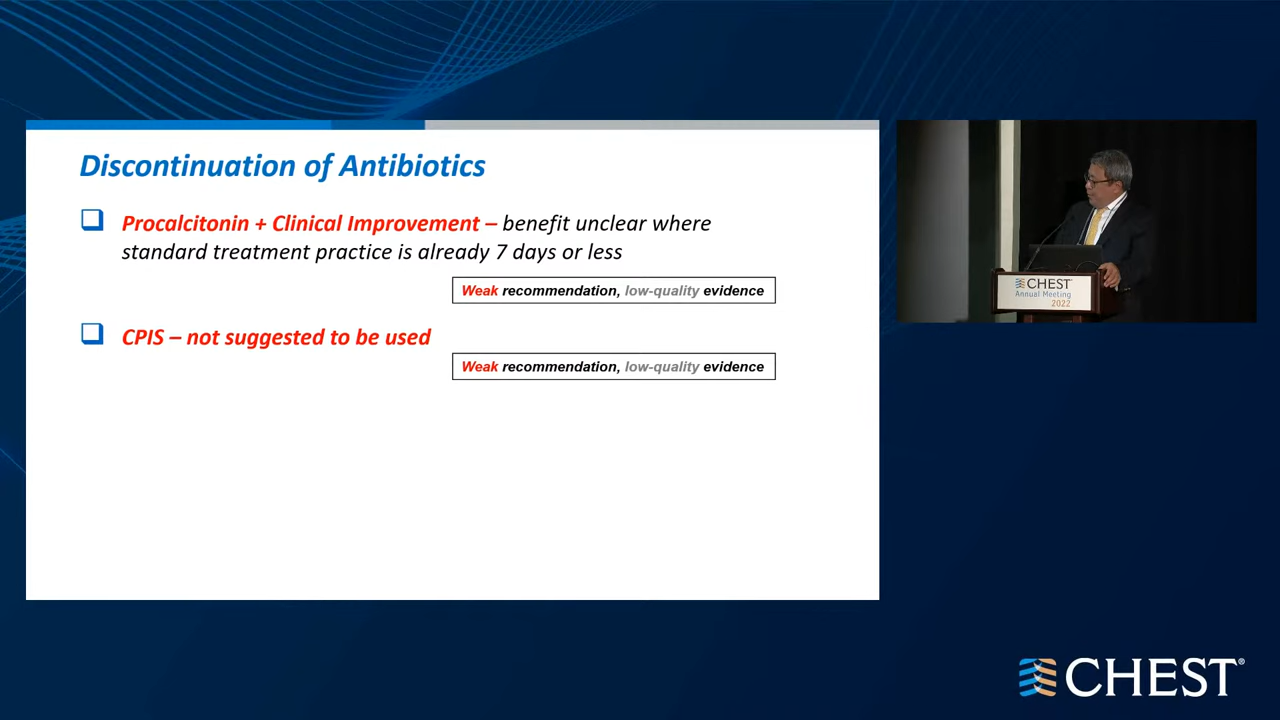 Discontinuation of Antibiotics
❑ Procalcitonin + Clinical Improvement – benefit unclear where
standard treatment practice is already 7 days or less
Weak recommendation, low-quality evidence
❑ CPIS – not suggested to be used
Weak recommendation, low-quality evidence
CHEST
Annual Meeting
2022
CHEST®